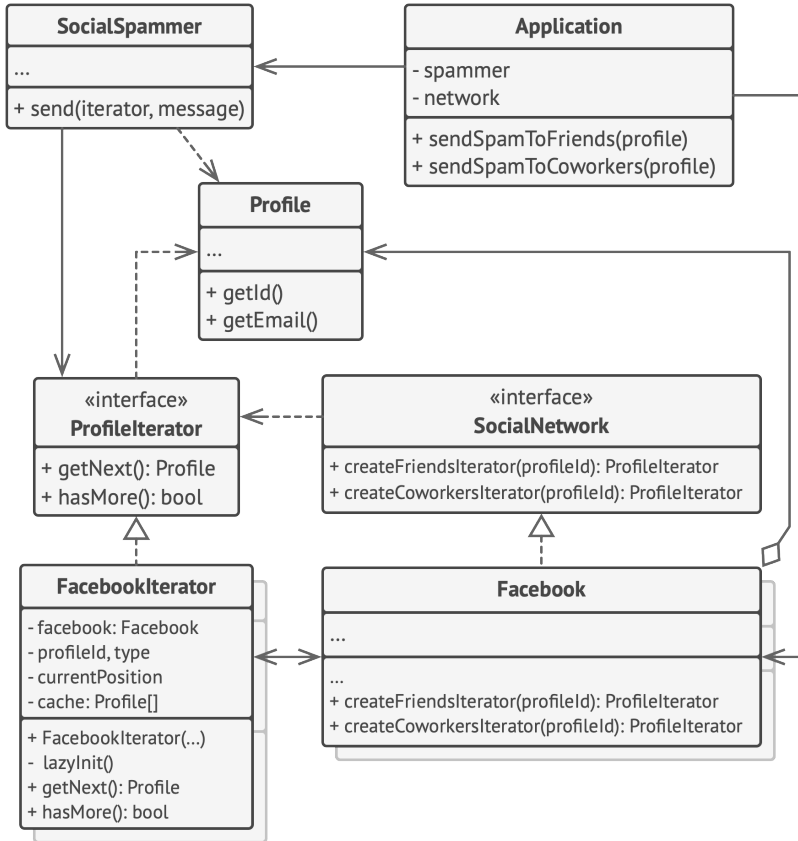 SocialSpammer
...
+ send(iterator, message)
Application
- spammer
- network
+ sendSpamToFriends(profile)
+ sendSpamToCoworkers(profile)
Profile
...
+ getId()
+ getEmail()
«interface»
ProfileIterator
+ getNext(): Profile
+ hasMore(): bool
«interface»
SocialNetwork
+ createFriendsIterator(profileId): ProfileIterator
+ createCoworkersIterator(profileId): ProfileIterator
FacebookIterator
- facebook: Facebook
- profileId, type
- currentPosition
- cache: Profile[]
+ FacebookIterator(...)
- lazyInit()
+ getNext(): Profile
+ hasMore(): bool
Facebook
...
...
+ createFriendsIterator(profileId): ProfileIterator
+ createCoworkersIterator(profileId): ProfileIterator